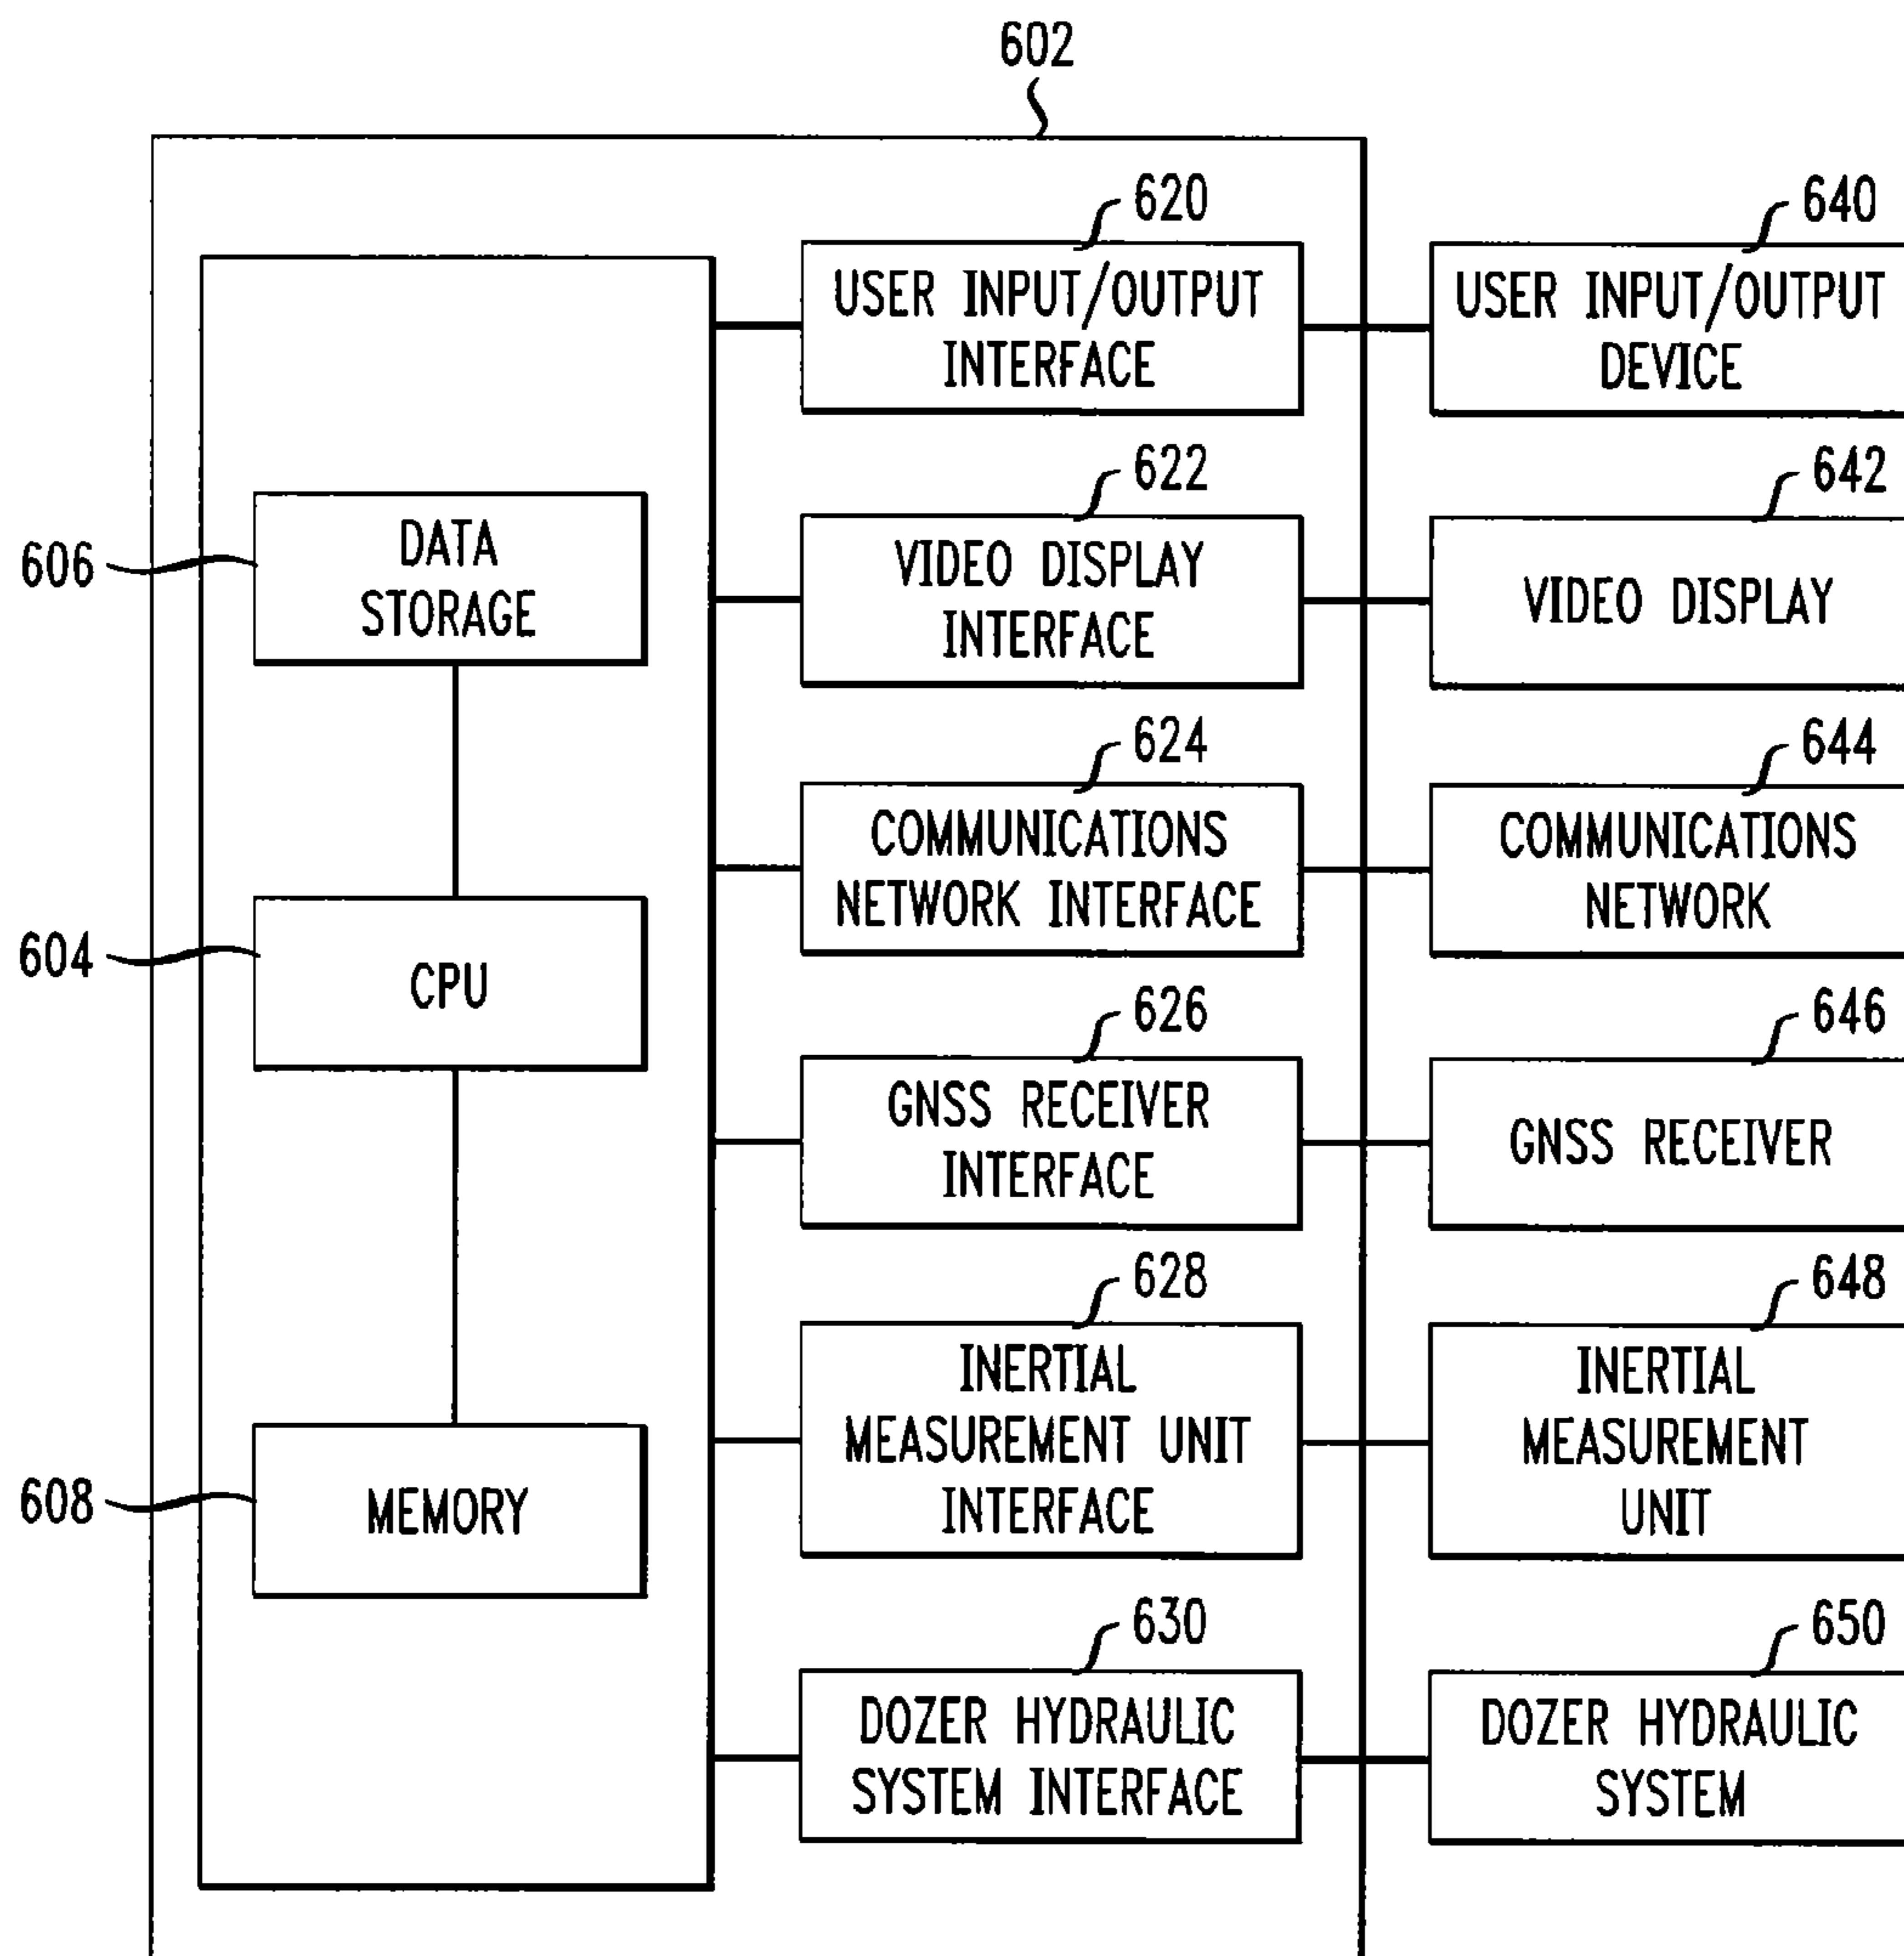 602
620
USER INPUT/OUTPUT
INTERFACE
640
USER INPUT/OUTPUT
DEVICE
606
DATA
STORAGE
622
VIDEO DISPLAY
INTERFACE
642
VIDEO DISPLAY
624
COMMUNICATIONS
NETWORK INTERFACE
644
COMMUNICATIONS
NETWORK
604
CPU
626
GNSS RECEIVER
INTERFACE
646
GNSS RECEIVER
628
INERTIAL
MEASUREMENT UNIT
INTERFACE
648
INERTIAL
MEASUREMENT
UNIT
608
MEMORY
630
DOZER HYDRAULIC
SYSTEM INTERFACE
650
DOZER HYDRAULIC
SYSTEM